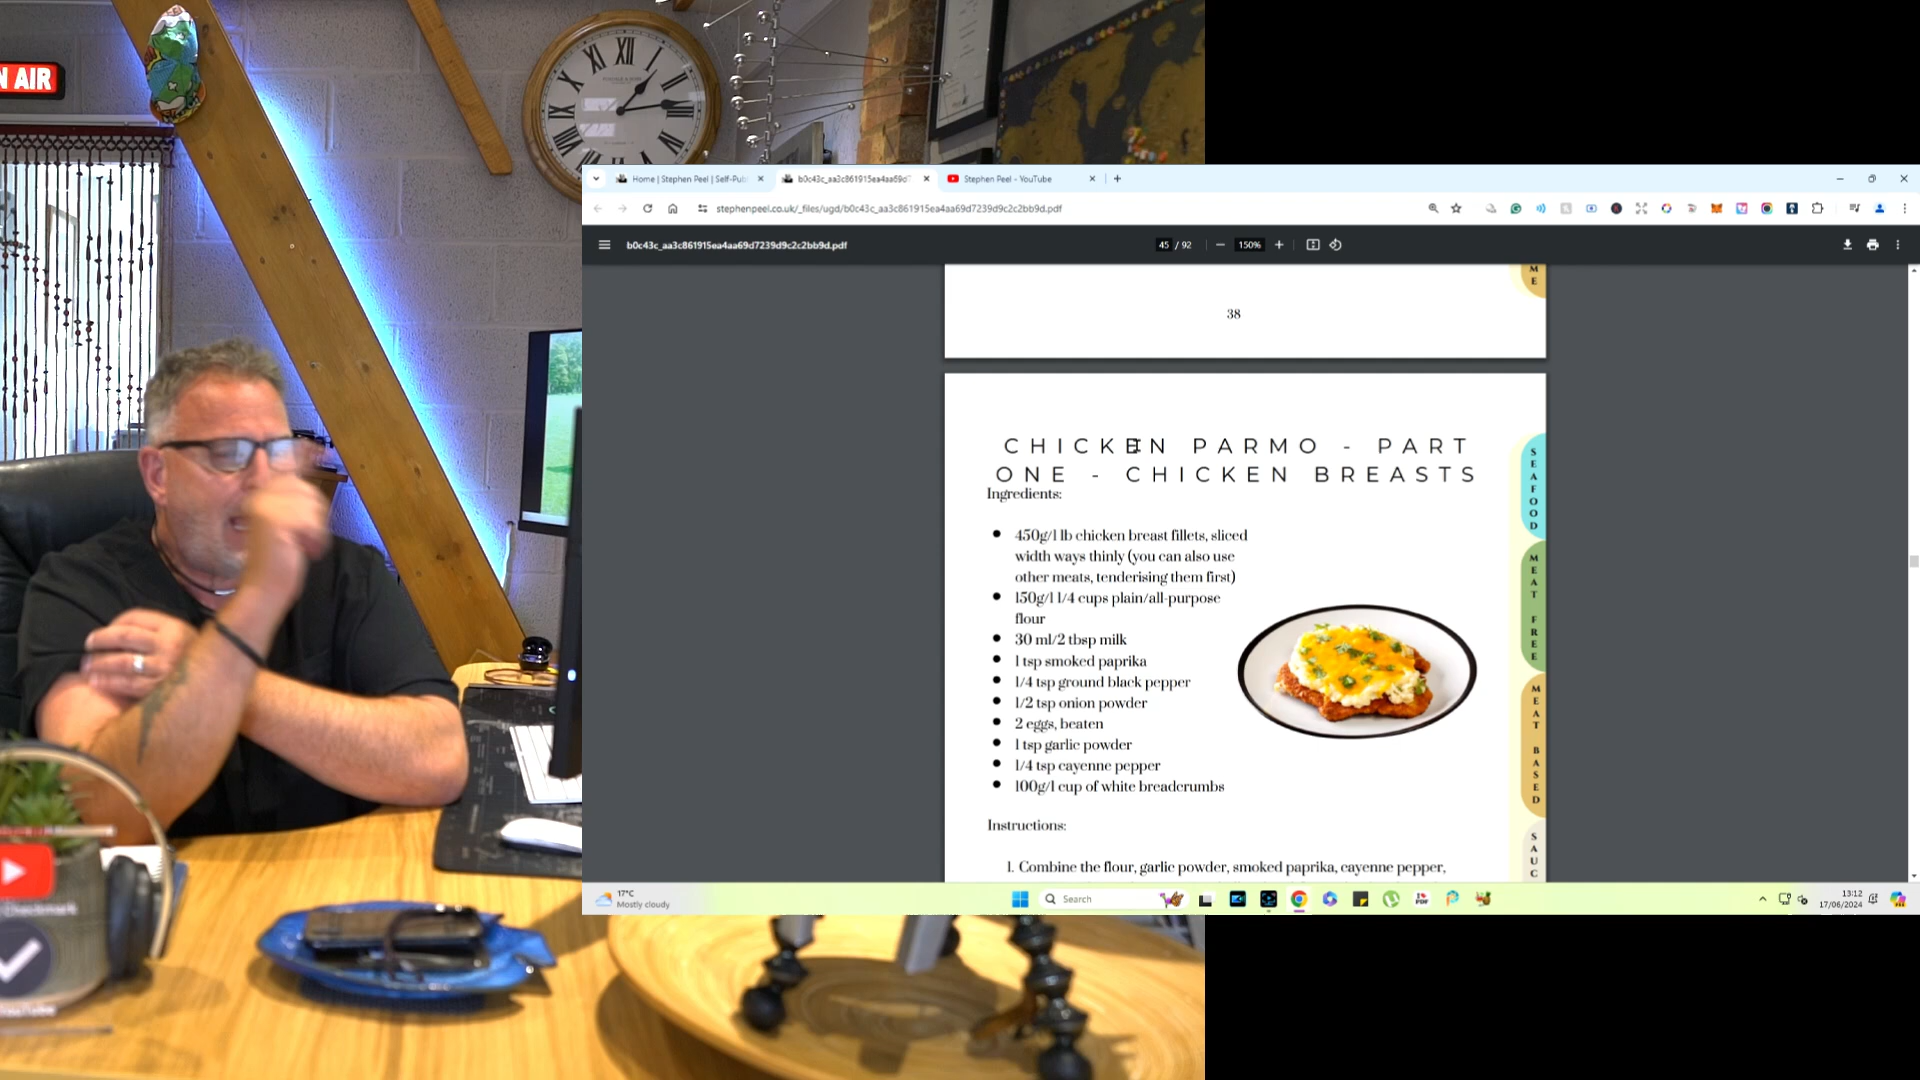 N AIR
XII
Home | Stephen Peel | Self-Pub
b0c43c_aa3c861915ea4aa69d7
Stephen Peel - YouTube
stephenpeel.co.uk/_files/ugd/b0c43c_aa3c861915ea4aa69d7239d9c2c2bb9d.pdf
b0c43c_aa3c861915ea4aa69d7239d9c2c2bb9d.pdf
45 / 92
150%
ME
38
CHICKEN PARMO - PART
ONE - CHICKEN BREASTS
Ingredients:
450g/1 lb chicken breast fillets, sliced
width ways thinly (you can also use
other meats, tenderising them first)
150g/1 1/4 cups plain/all-purpose
flour
30 ml/2 tbsp milk
1 tsp smoked paprika
1/4 tsp ground black pepper
1/2 tsp onion powder
2 eggs, beaten
1 tsp garlic powder
1/4 tsp cayenne pepper
100g/1 cup of white breadcrumbs
Instructions:
1. Combine the flour, garlic powder, smoked paprika, cayenne pepper,
SEAFOOD
MEAT FREE
MEAT BASED
SAUC
17°C
Mostly cloudy
Search
13:12
17/06/2024